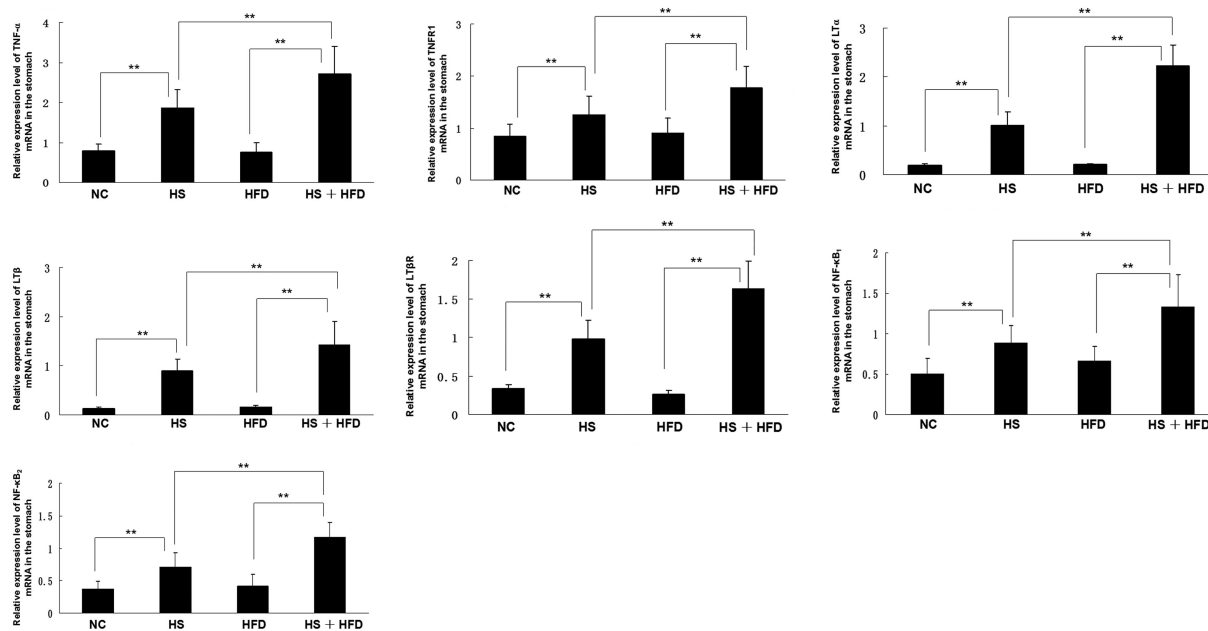 Relative expression level of TNF-α
mRNA in the stomach
4
3
2
1
0
**
**
**
NC
HS
HFD
HS + HFD
Relative expression level of TNFR1
mRNA in the stomach
3
2
1
0
**
**
**
NC
HS
HFD
HS + HFD
Relative expression level of LTα
mRNA in the stomach
3
2
1
0
**
**
**
NC
HS
HFD
HS + HFD
Relative expression level of LTβ
mRNA in the stomach
3
2
1
0
**
**
**
NC
HS
HFD
HS + HFD
Relative expression level of LTβR
mRNA in the stomach
2
1.5
1
0.5
0
**
**
**
NC
HS
HFD
HS + HFD
Relative expression level of NF-κB₁
mRNA in the stomach
2
1.5
1
0.5
0
**
**
**
NC
HS
HFD
HS + HFD
Relative expression level of NF-κB₂
mRNA in the stomach
2
1.5
1
0.5
0
**
**
**
NC
HS
HFD
HS + HFD